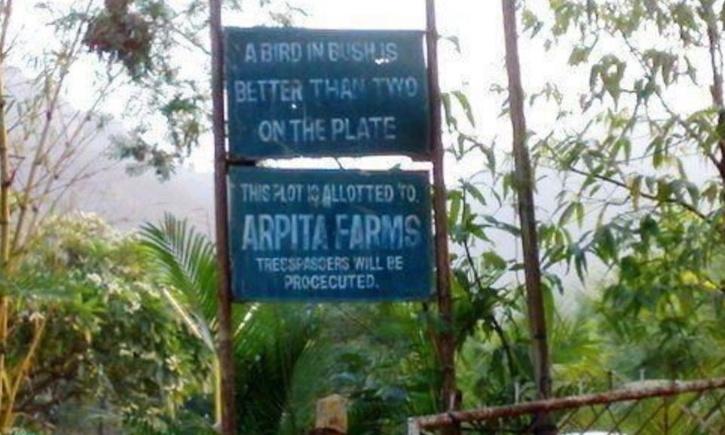 A BIRD IN BUSH IS
BETTER THAN TWO
ON THE PLATE
THIS PLOT IS ALLOTTED TO.
ARPITA FARMS
TRECSPASSERS WILL BE
PROCECUTED.